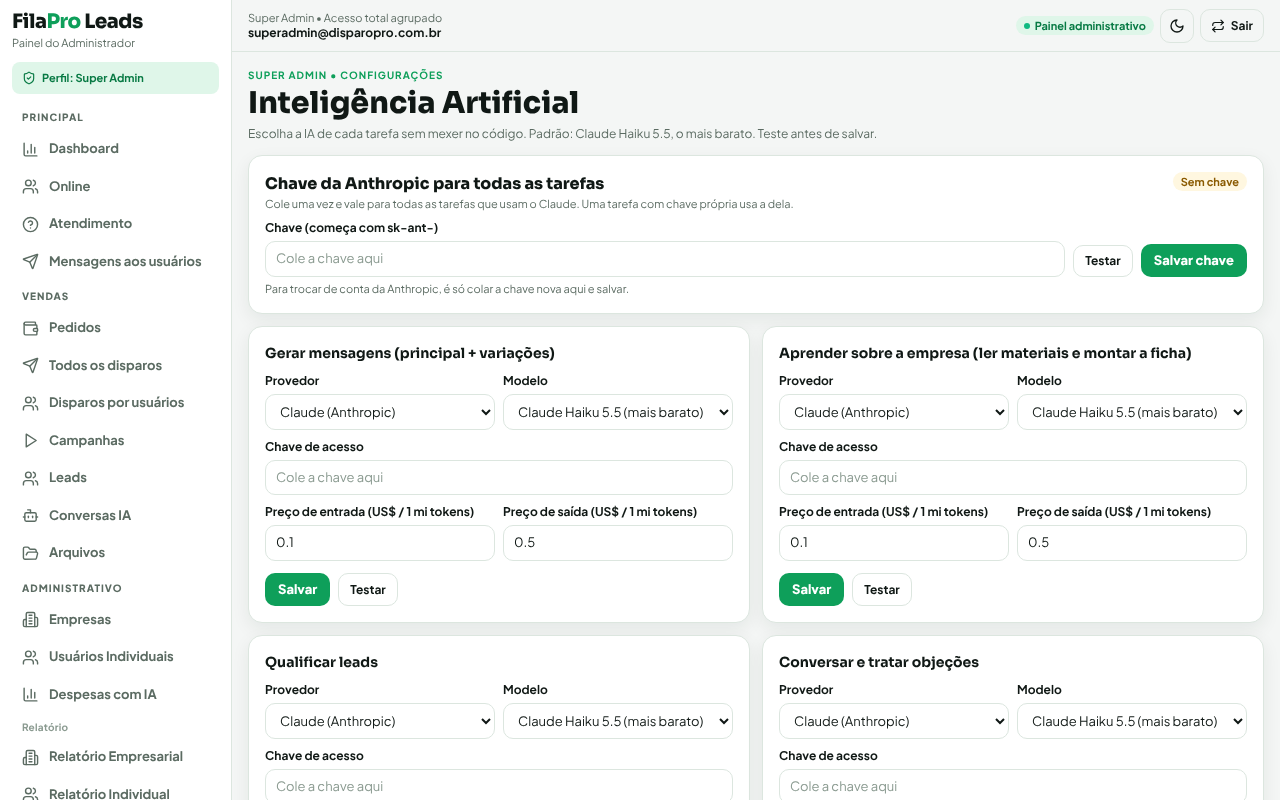 FilaPro Leads
Painel do Administrador
Perfil: Super Admin
PRINCIPAL
Dashboard
Online
Atendimento
Mensagens aos usuários
VENDAS
Pedidos
Todos os disparos
Disparos por usuários
Campanhas
Leads
Conversas IA
Arquivos
ADMINISTRATIVO
Empresas
Usuários Individuais
Despesas com IA
Relatório
Relatório Empresarial
Relatório Individual
Super Admin • Acesso total agrupado
superadmin@disparopro.com.br
Painel administrativo
Sair
SUPER ADMIN • CONFIGURAÇÕES
Inteligência Artificial
Escolha a IA de cada tarefa sem mexer no código. Padrão: Claude Haiku 5.5, o mais barato. Teste antes de salvar.
Chave da Anthropic para todas as tarefas
Sem chave
Cole uma vez e vale para todas as tarefas que usam o Claude. Uma tarefa com chave própria usa a dela.
Chave (começa com sk-ant-)
Cole a chave aqui
Testar
Salvar chave
Para trocar de conta da Anthropic, é só colar a chave nova aqui e salvar.
Gerar mensagens (principal + variações)
Provedor Modelo
Claude (Anthropic) Claude Haiku 5.5 (mais barato)
Chave de acesso
Cole a chave aqui
Preço de entrada (US$ / 1 mi tokens) Preço de saída (US$ / 1 mi tokens)
0.1 0.5
Salvar Testar
Aprender sobre a empresa (ler materiais e montar a ficha)
Provedor Modelo
Claude (Anthropic) Claude Haiku 5.5 (mais barato)
Chave de acesso
Cole a chave aqui
Preço de entrada (US$ / 1 mi tokens) Preço de saída (US$ / 1 mi tokens)
0.1 0.5
Salvar Testar
Qualificar leads
Provedor Modelo
Claude (Anthropic) Claude Haiku 5.5 (mais barato)
Chave de acesso
Cole a chave aqui
Conversar e tratar objeções
Provedor Modelo
Claude (Anthropic) Claude Haiku 5.5 (mais barato)
Chave de acesso
Cole a chave aqui